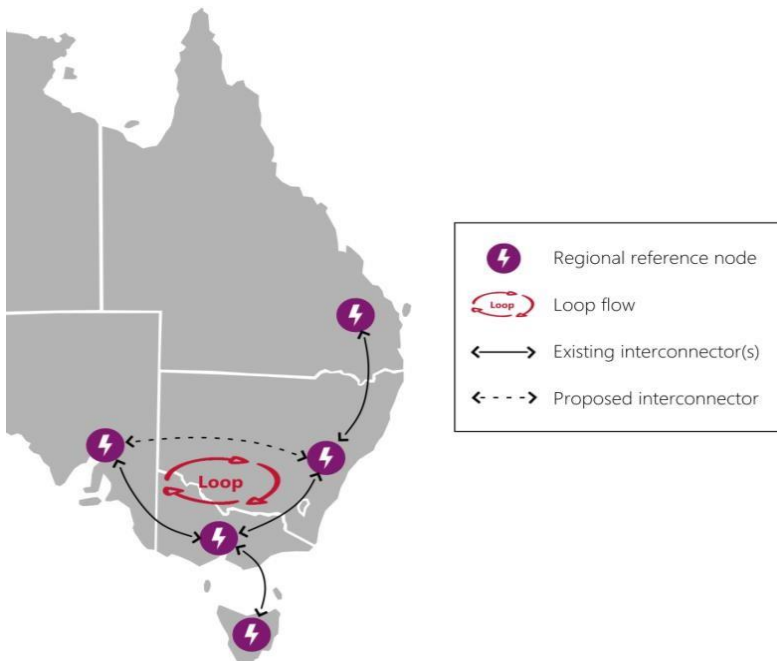 Regional reference node
Loop
Loop flow
Existing interconnector(s)
Proposed interconnector
Loop